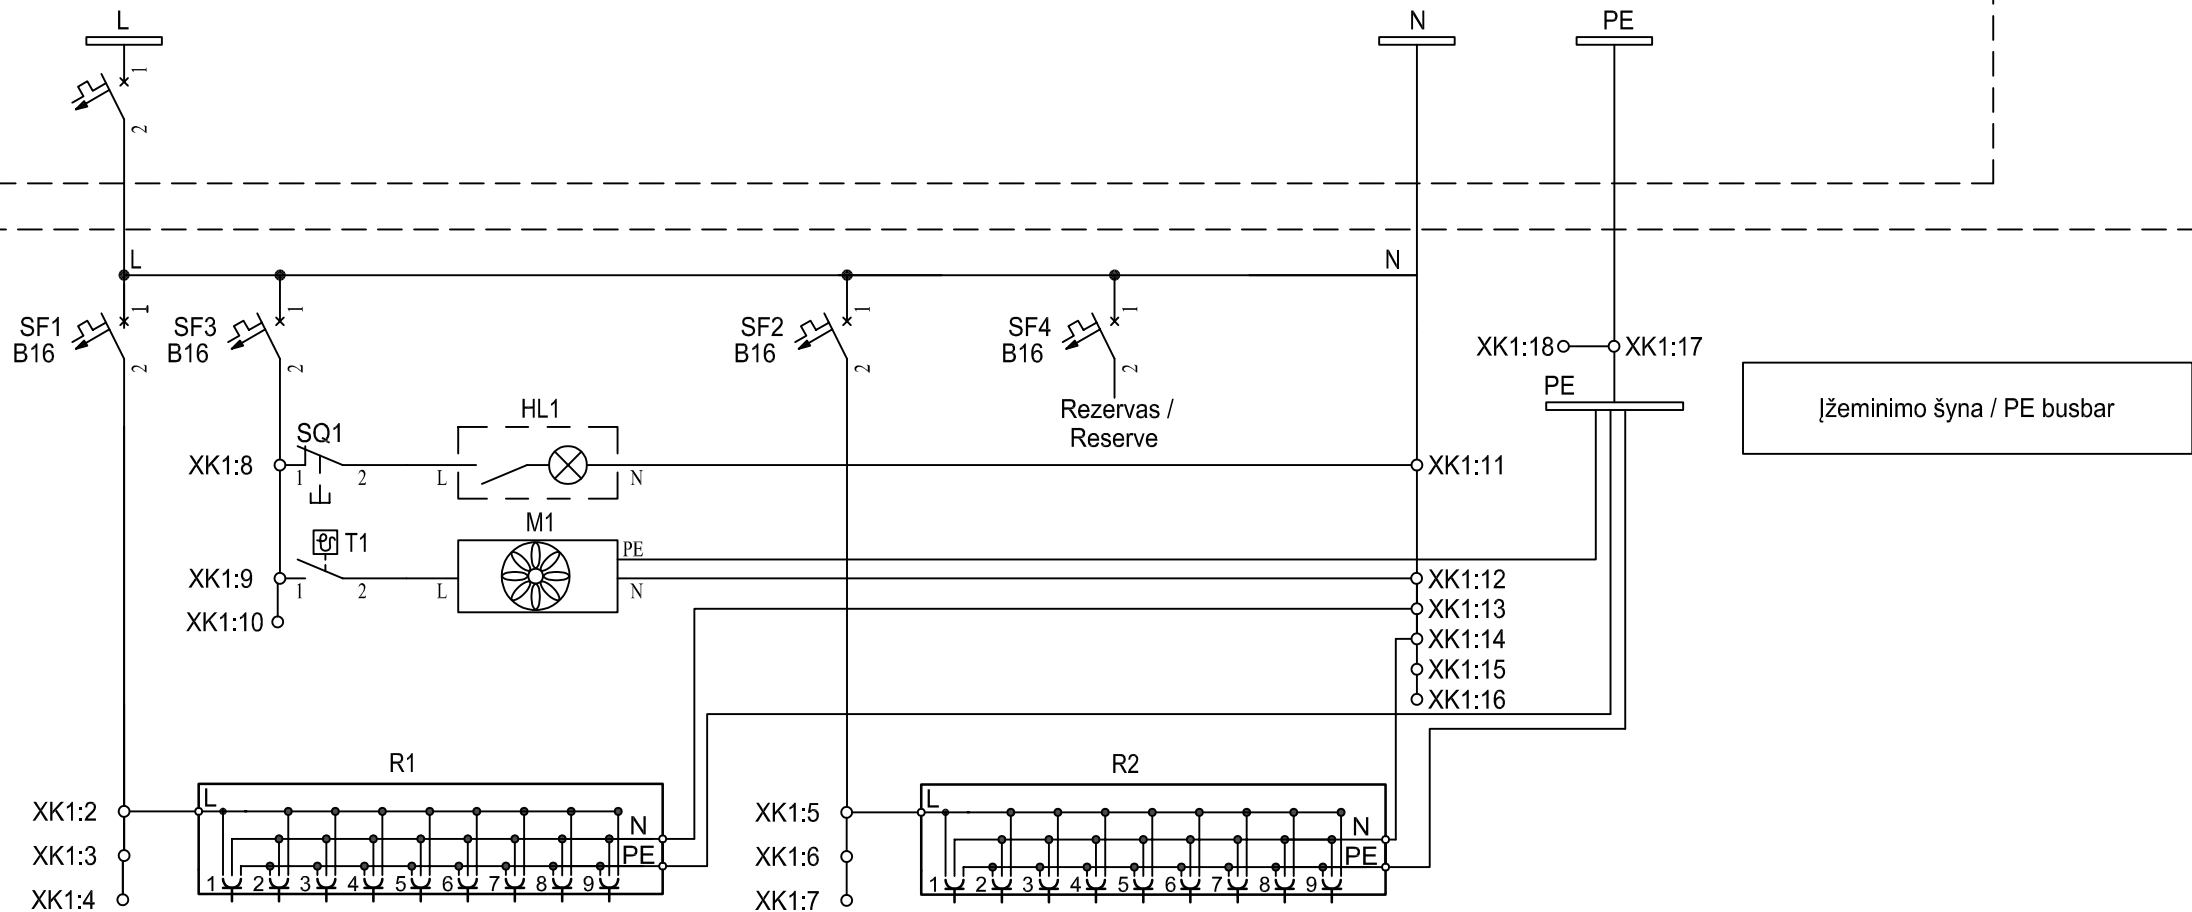 L N PE
1
2
L N
1 1 1 1
SF1 SF3 SF2 SF4
B16 B16 B16 B16
2 2 2 2
XK1:18 XK1:17
PE
Įžeminimo šyna / PE busbar
Rezervas /
Reserve
HL1
SQ1
XK1:8 1 2 L N XK1:11
M1
T1 PE
XK1:9 1 2 L N XK1:12
XK1:10 XK1:13
XK1:14
XK1:15
XK1:16
R1 R2
XK1:2 L N PE XK1:5 L N PE
XK1:3 XK1:6
1 2 3 4 5 6 7 8 9 1 2 3 4 5 6 7 8 9
XK1:4 XK1:7